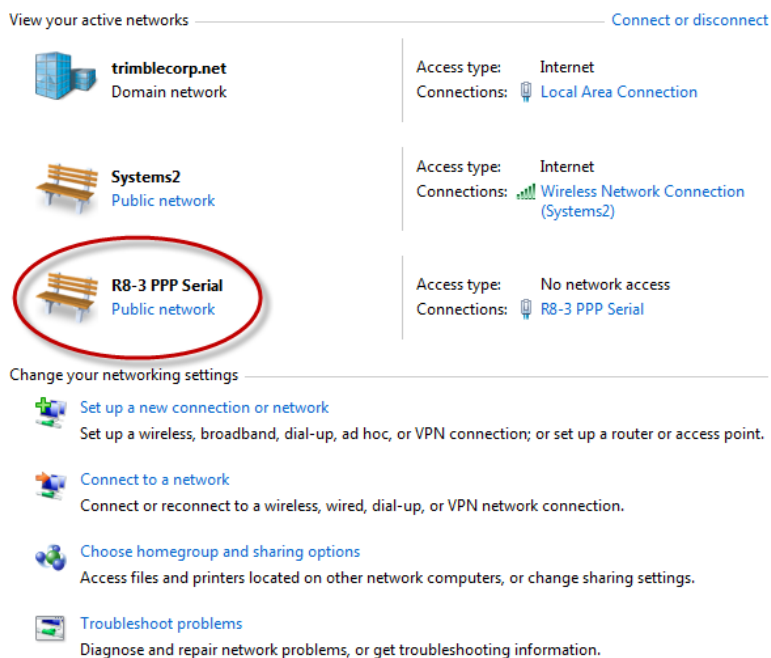 View your active networks Connect or disconnect
trimblecorp.net
Domain network
Access type: Internet
Connections: Local Area Connection
Systems2
Public network
Access type: Internet
Connections: Wireless Network Connection
(Systems2)
R8-3 PPP Serial
Public network
Access type: No network access
Connections: R8-3 PPP Serial
Change your networking settings
Set up a new connection or network
Set up a wireless, broadband, dial-up, ad hoc, or VPN connection; or set up a router or access point.
Connect to a network
Connect or reconnect to a wireless, wired, dial-up, or VPN network connection.
Choose homegroup and sharing options
Access files and printers located on other network computers, or change sharing settings.
Troubleshoot problems
Diagnose and repair network problems, or get troubleshooting information.